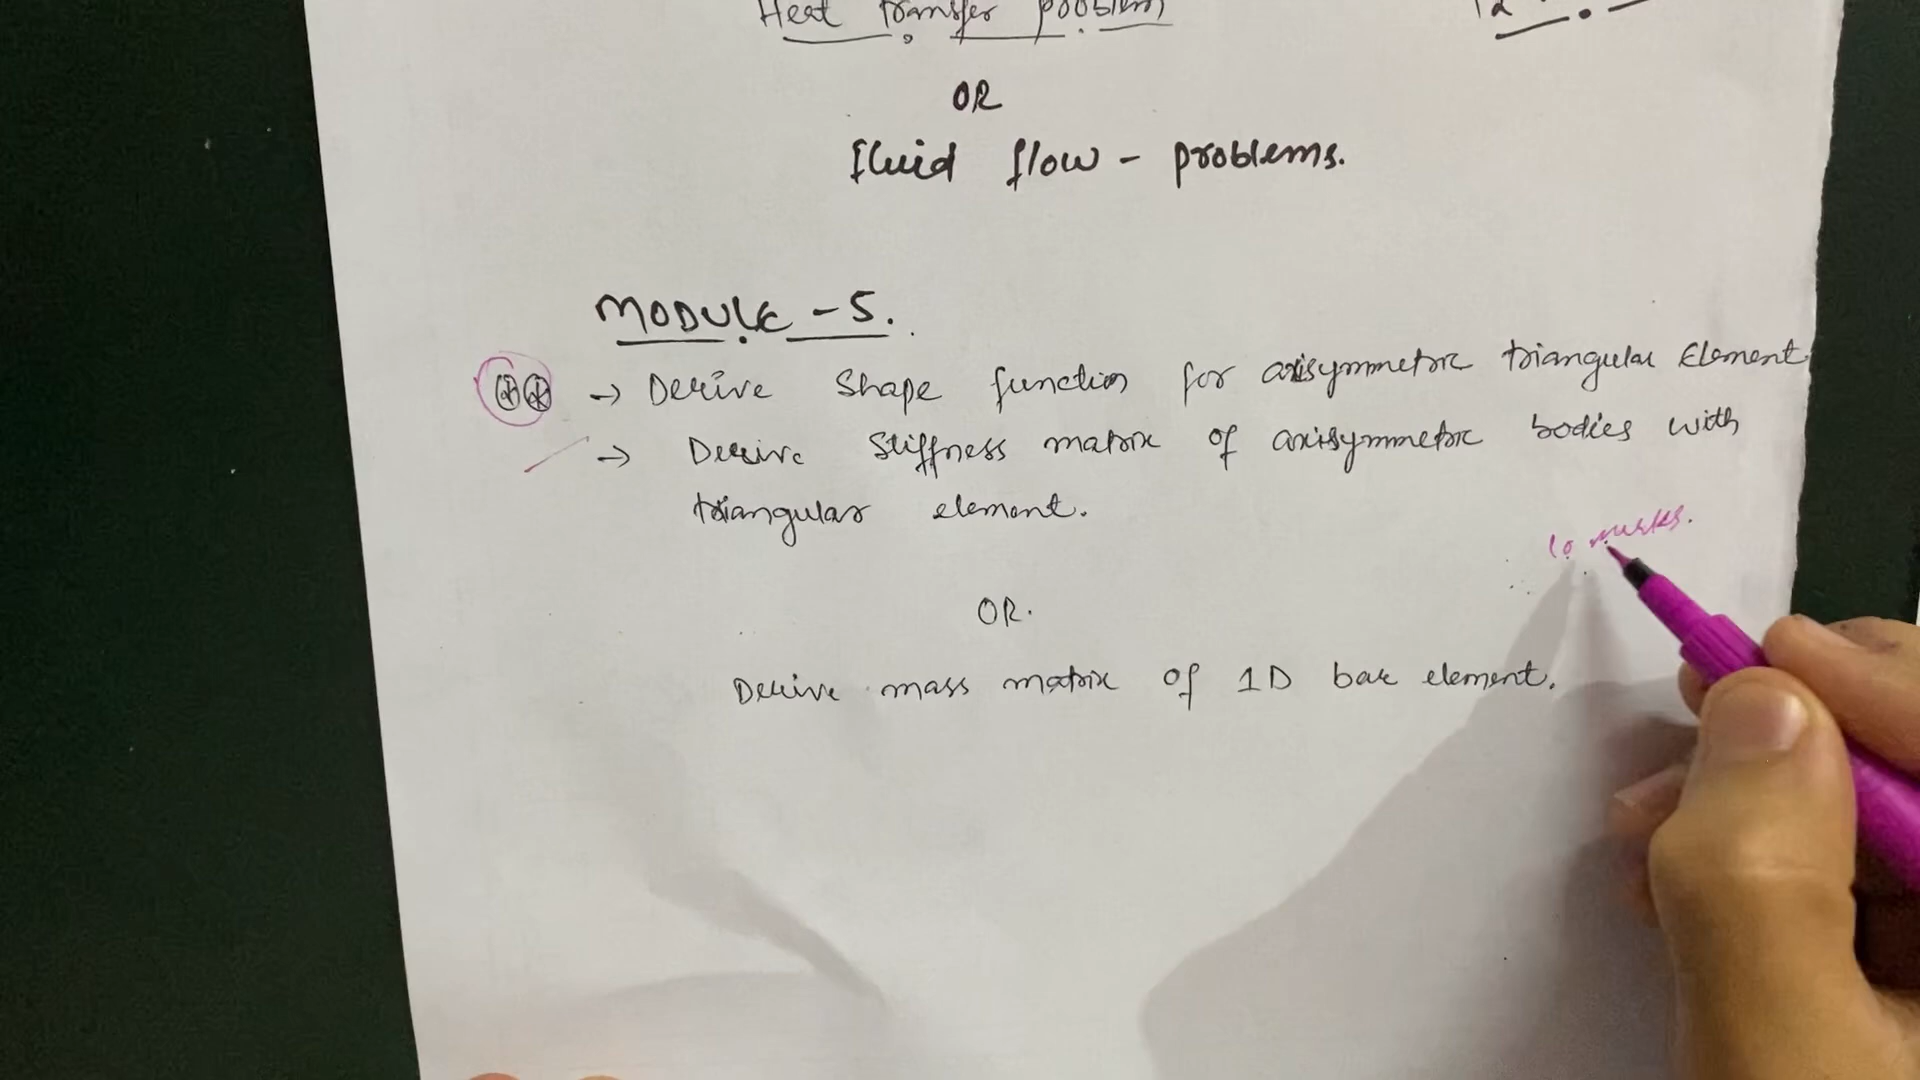 Heat transfer problem
OR
fluid flow - problems.
MODULE - 5.
→ Derive shape function for axisymmetric triangular Element
→ Derive stiffness matrix of axisymmetric bodies with
triangular element.
10 marks.
OR.
Derive mass matrix of 1D bar element.